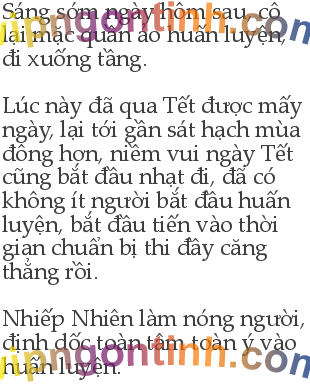 Sáng sớm ngày hôm sau, cô
lại mặc quần áo huấn luyện,
đi xuống tầng.
Lúc này đã qua Tết được mấy
ngày, lại tới gần sát hạch mùa
đông hơn, niềm vui ngày Tết
cũng bắt đầu nhạt đi, đã có
không ít người bắt đầu huấn
luyện, bắt đầu tiến vào thời
gian chuẩn bị thi đầy căng
thẳng rồi.
Nhiếp Nhiên làm nóng người,
định dốc toàn tâm toàn ý vào
huấn luyện.
vipngontinh.com
vipngontinh.com